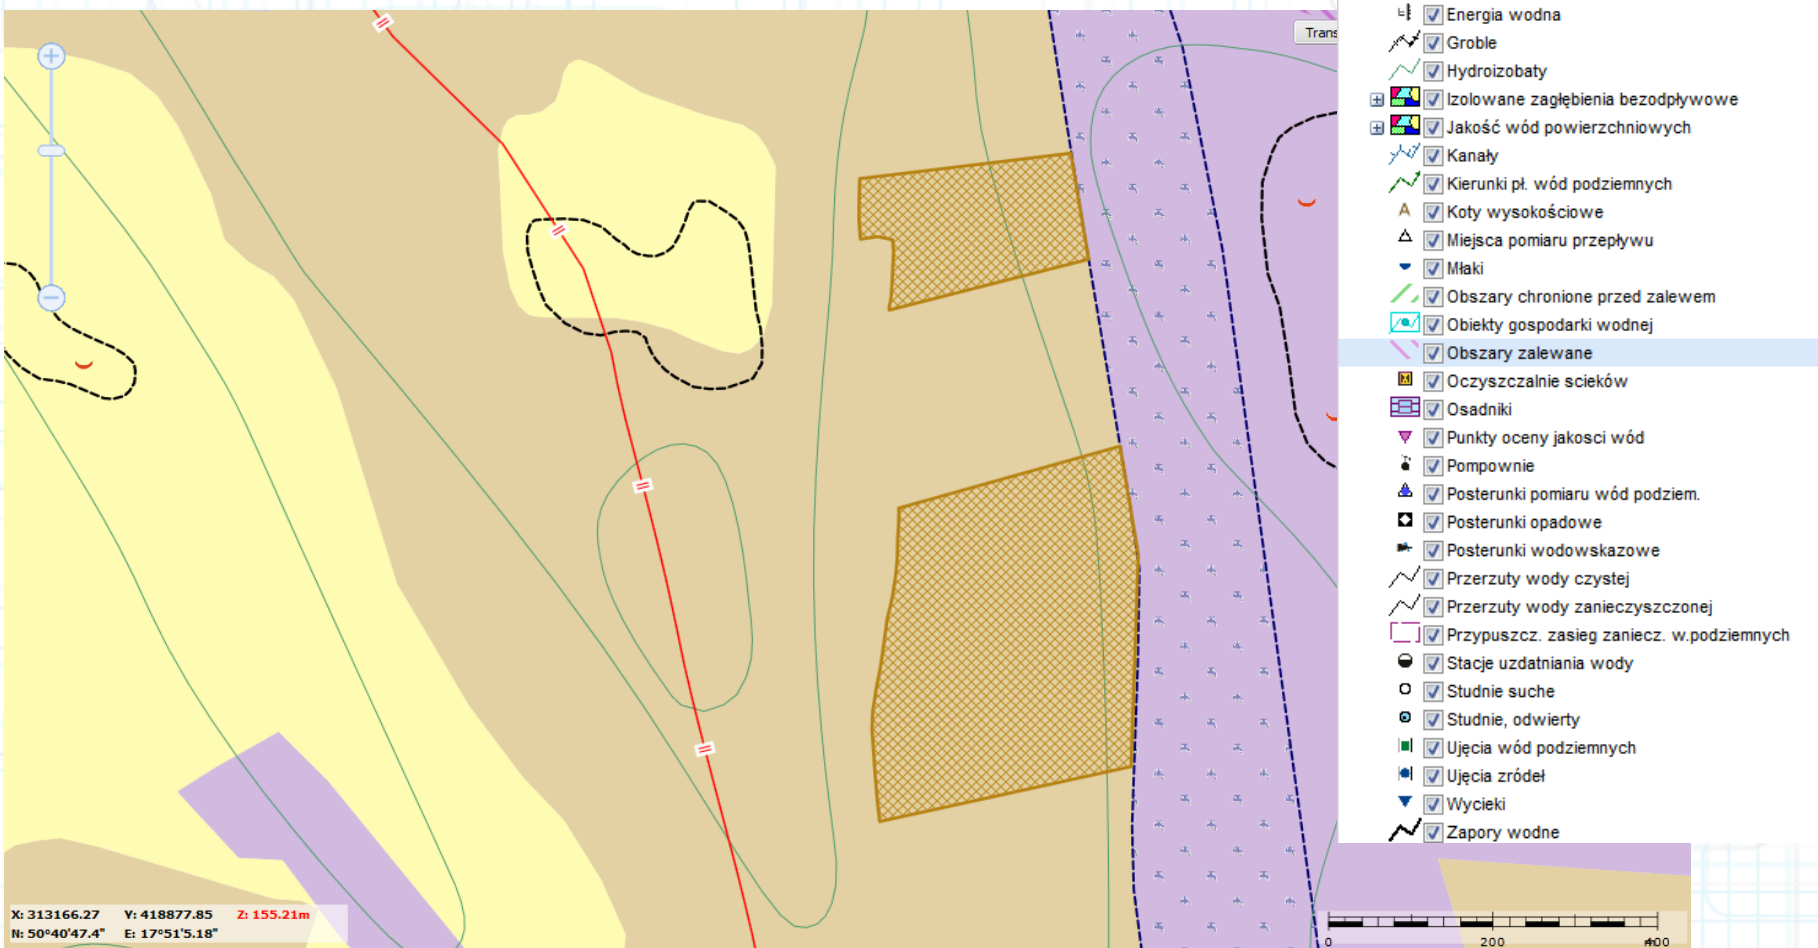 Trans
Energia wodna
Groble
Hydroizobaty
Izolowane zagłębienia bezodpływowe
Jakość wód powierzchniowych
Kanały
Kierunki pł. wód podziemnych
A Koty wysokościowe
Miejsca pomiaru przepływu
Młaki
Obszary chronione przed zalewem
Obiekty gospodarki wodnej
Obszary zalewane
Oczyszczalnie scieków
Osadniki
Punkty oceny jakosci wód
Pompownie
Posterunki pomiaru wód podziem.
Posterunki opadowe
Posterunki wodowskazowe
Przerzuty wody czystej
Przerzuty wody zanieczyszczonej
Przypuszcz. zasieg zaniecz. w.podziemnych
Stacje uzdatniania wody
Studnie suche
Studnie, odwierty
Ujęcia wód podziemnych
Ujęcia zródeł
Wycieki
Zapory wodne
X: 313166.27 Y: 418877.85 Z: 155.21m
N: 50°40'47.4" E: 17°51'5.18"
0 200 400